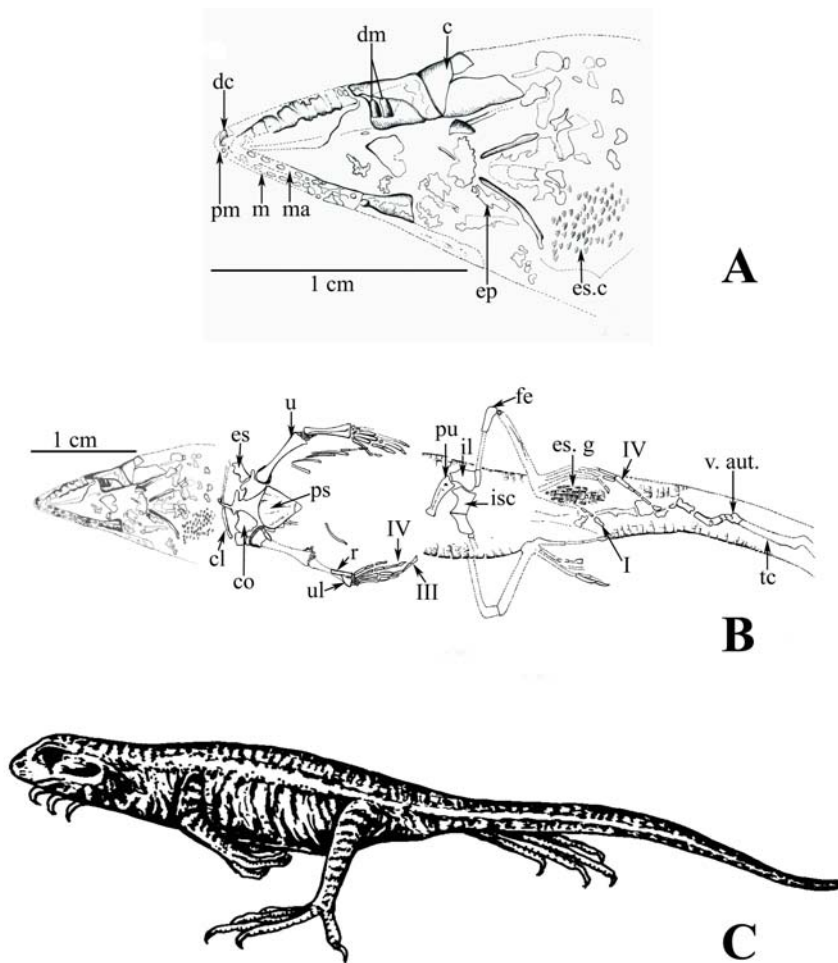 dm c
dc
pm m ma
1 cm ep es.c
A
fe
u
1 cm es pu il es. g IV
v. aut.
ps isc
IV
cl co r I tc
ul III
B
C